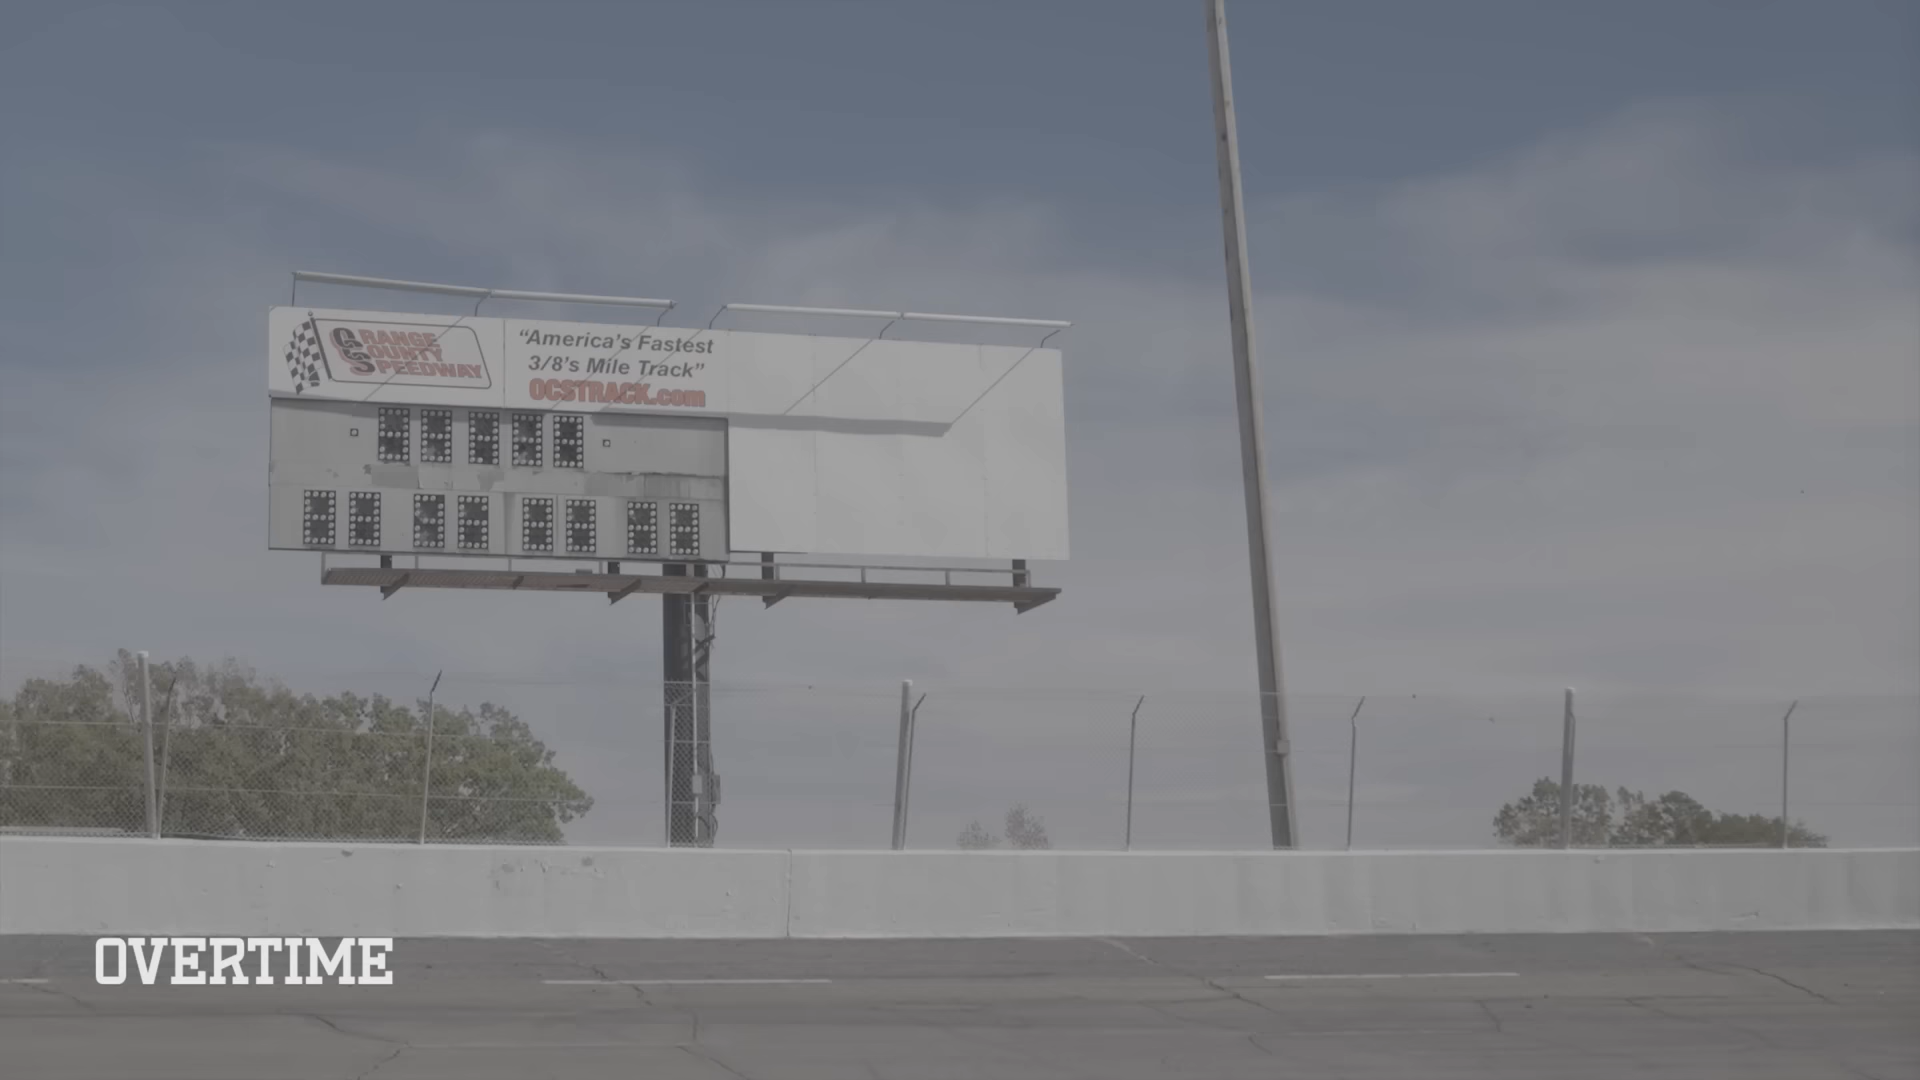 ORANGE
COUNTY
SPEEDWAY
“America’s Fastest
3/8’s Mile Track”
OCSTRACK.com
OVERTIME